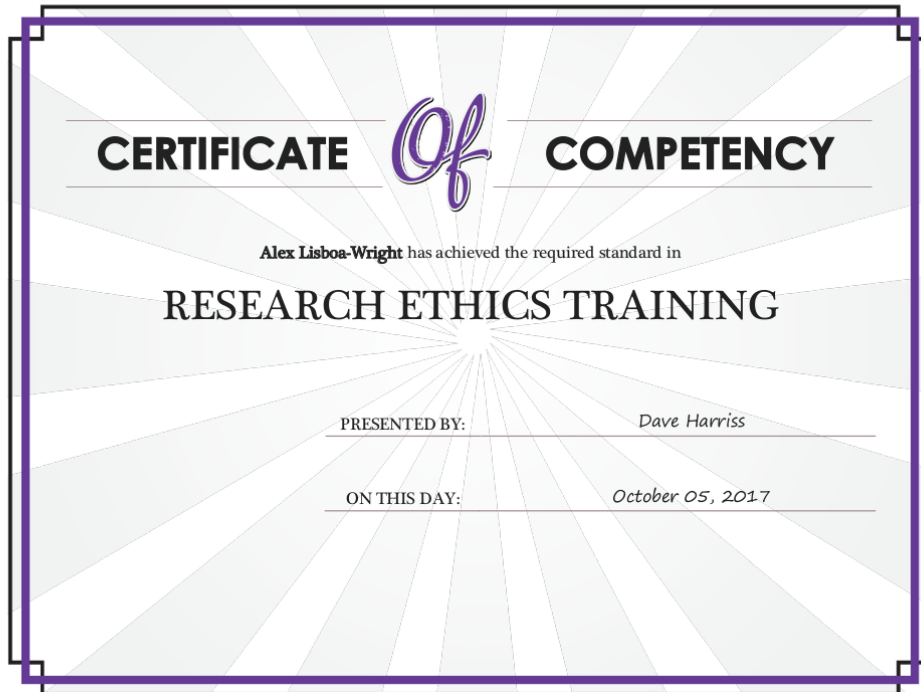 CERTIFICATE Of COMPETENCY
Alex Lisboa-Wright has achieved the required standard in
RESEARCH ETHICS TRAINING
PRESENTED BY: Dave Harriss
ON THIS DAY: October 05, 2017